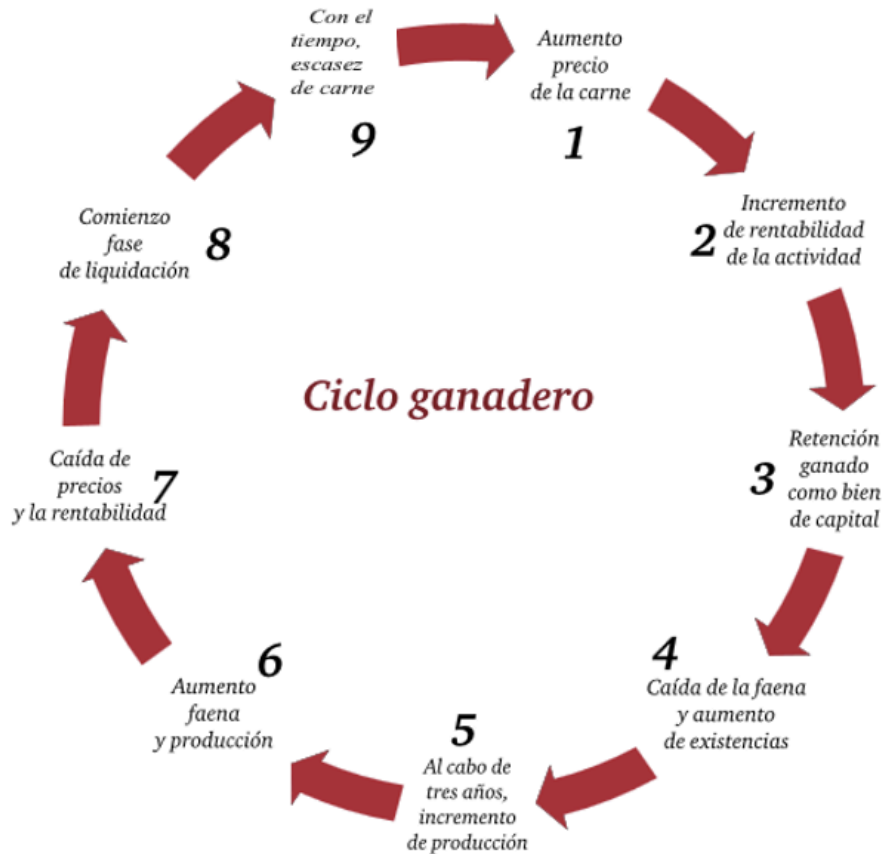 Ciclo ganadero
Aumento
precio
de la carne
1
Incremento
de rentabilidad
de la actividad
2
Retención
ganado
como bien
de capital
3
4
Caída de la faena
y aumento
de existencias
5
Al cabo de
tres años,
incremento
de producción
6
Aumento
faena
y producción
Caída de
precios
y la rentabilidad
7
Comienzo
fase
de liquidación
8
Con el
tiempo,
escasez
de carne
9